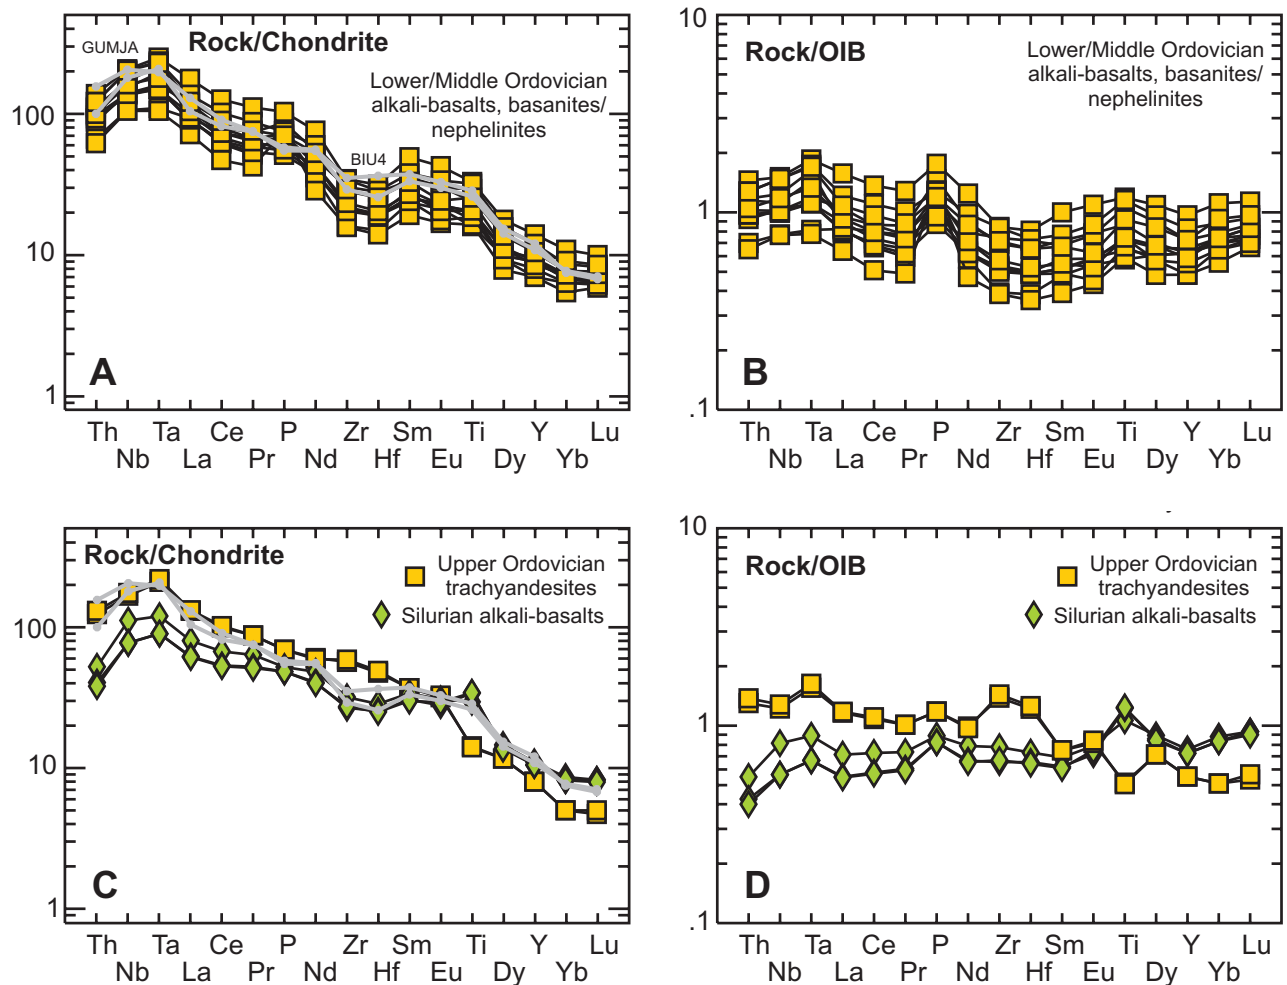 Rock/Chondrite
GUMJA
Lower/Middle Ordovician
alkali-basalts, basanites/
nephelinites
BIU4
100
10
1
A
Th Ta Ce P Zr Sm Ti Y Lu
Nb La Pr Nd Hf Eu Dy Yb
10
Rock/OIB
Lower/Middle Ordovician
alkali-basalts, basanites/
nephelinites
1
.1
B
Th Ta Ce P Zr Sm Ti Y Lu
Nb La Pr Nd Hf Eu Dy Yb
Rock/Chondrite
Upper Ordovician
trachyandesites
Silurian alkali-basalts
100
10
1
C
Th Ta Ce P Zr Sm Ti Y Lu
Nb La Pr Nd Hf Eu Dy Yb
10
Rock/OIB
Upper Ordovician
trachyandesites
Silurian alkali-basalts
1
.1
D
Th Ta Ce P Zr Sm Ti Y Lu
Nb La Pr Nd Hf Eu Dy Yb